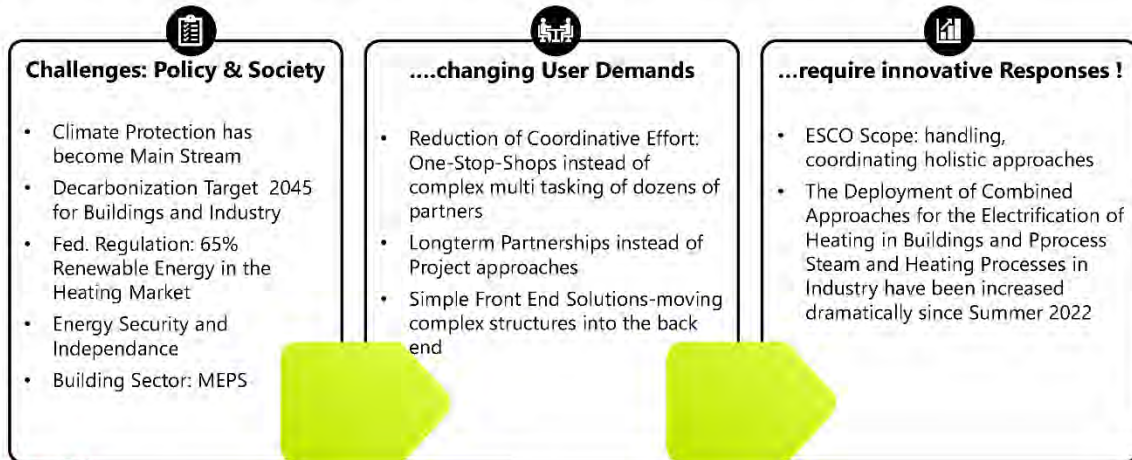 Challenges: Policy & Society
• Climate Protection has
become Main Stream
• Decarbonization Target 2045
for Buildings and Industry
• Fed. Regulation: 65%
Renewable Energy in the
Heating Market
• Energy Security and
Independance
• Building Sector: MEPS
....changing User Demands
• Reduction of Coordinative Effort:
One-Stop-Shops instead of
complex multi tasking of dozens of
partners
• Longterm Partnerships instead of
Project approaches
• Simple Front End Solutions-moving
complex structures into the back
end
...require innovative Responses !
• ESCO Scope: handling,
coordinating holistic approaches
• The Deployment of Combined
Approaches for the Electrification of
Heating in Buildings and Pprocess
Steam and Heating Processes in
Industry have been increased
dramatically since Summer 2022